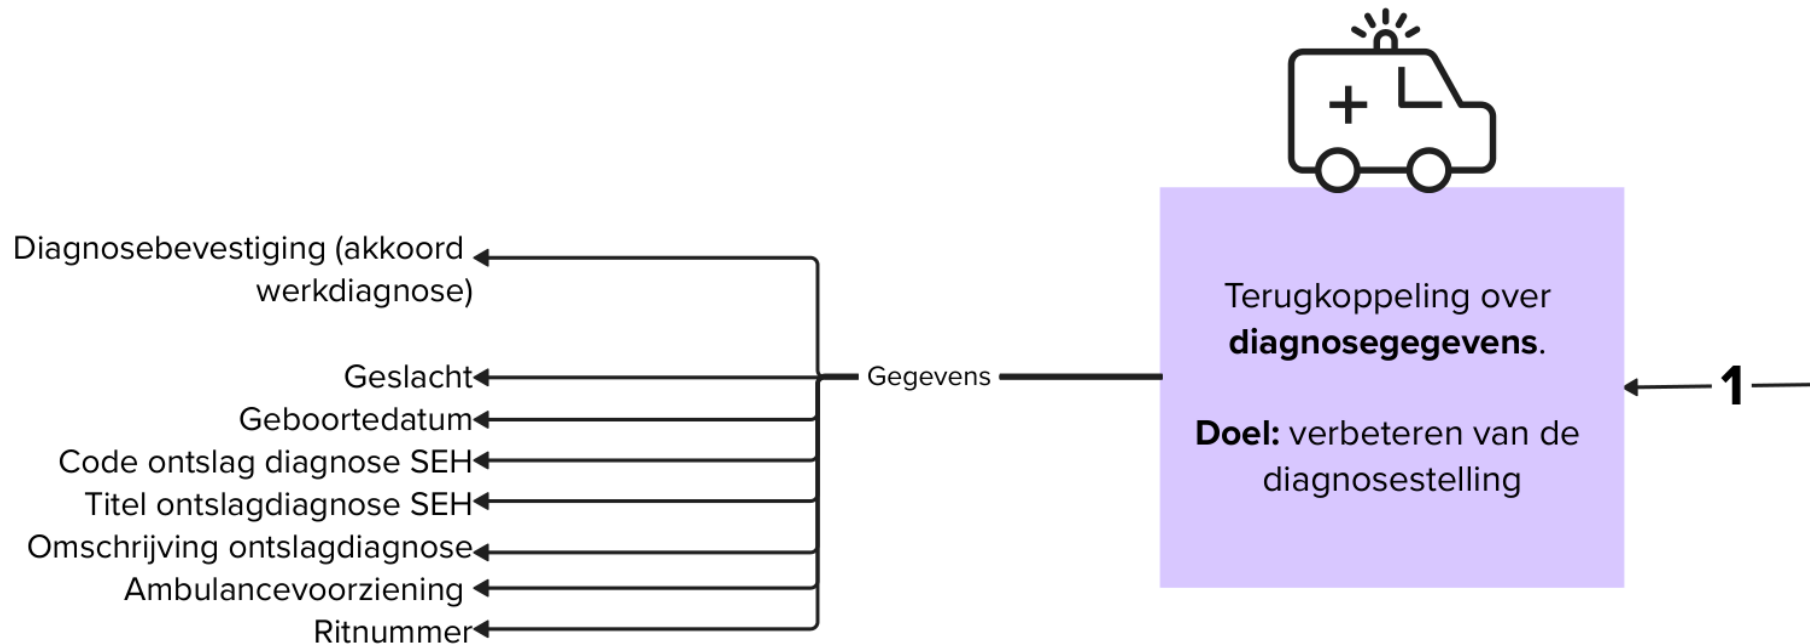 Diagnosebevestiging (akkoord
werkdiagnose)
Geslacht
Geboortedatum
Code ontslag diagnose SEH
Titel ontslagdiagnose SEH
Omschrijving ontslagdiagnose
Ambulancevoorziening
Ritnummer
Gegevens
Terugkoppeling over
diagnosegegevens.
Doel: verbeteren van de
diagnosestelling
1